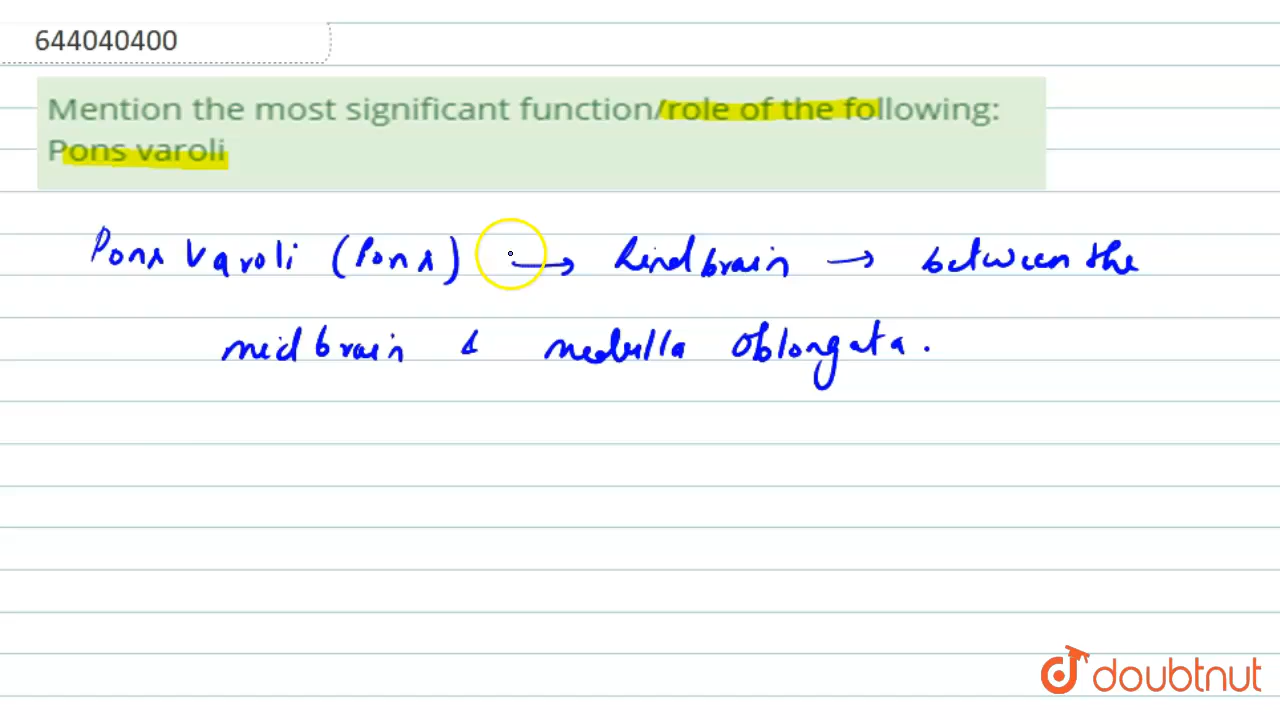 644040400
Mention the most significant function/role of the following:
Pons varoli
Pons Varoli (Pons) → hindbrain → between the
midbrain & medulla oblongata.
doubtnut